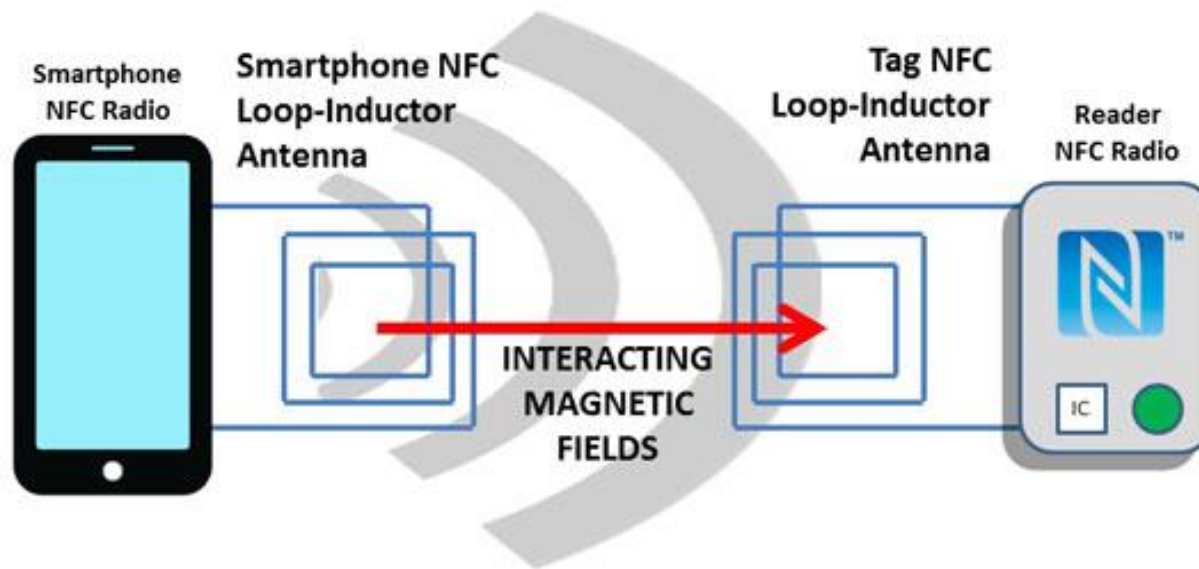 Smartphone
NFC Radio
Smartphone NFC
Loop-Inductor
Antenna
Tag NFC
Loop-Inductor
Antenna
Reader
NFC Radio
INTERACTING
MAGNETIC
FIELDS
TM
IC